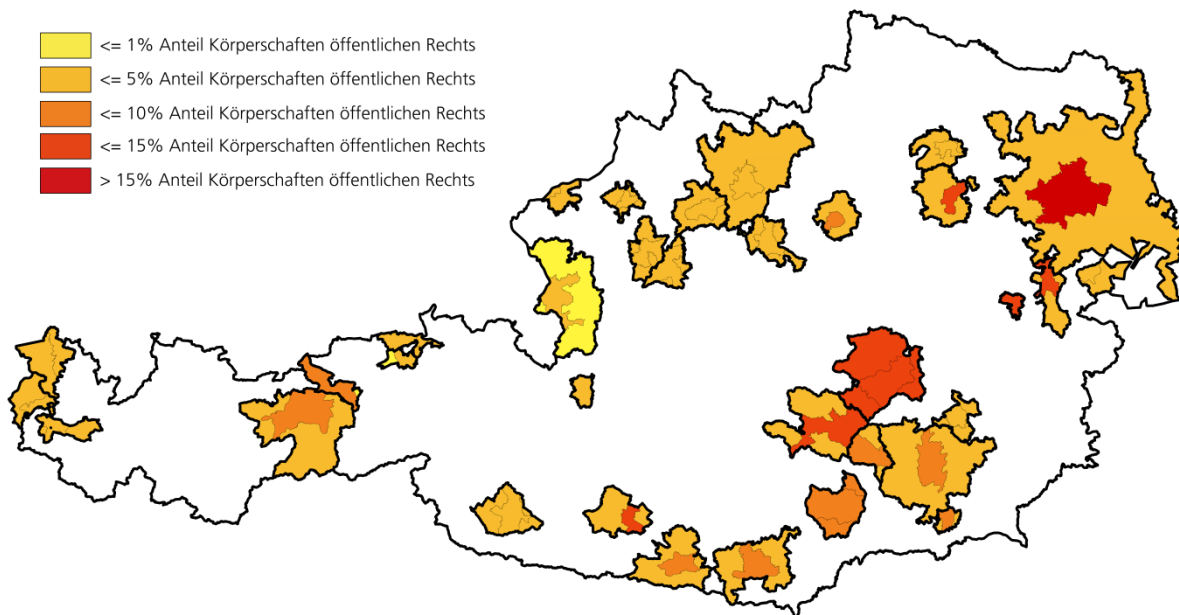 <= 1% Anteil Körperschaften öffentlichen Rechts
<= 5% Anteil Körperschaften öffentlichen Rechts
<= 10% Anteil Körperschaften öffentlichen Rechts
<= 15% Anteil Körperschaften öffentlichen Rechts
> 15% Anteil Körperschaften öffentlichen Rechts